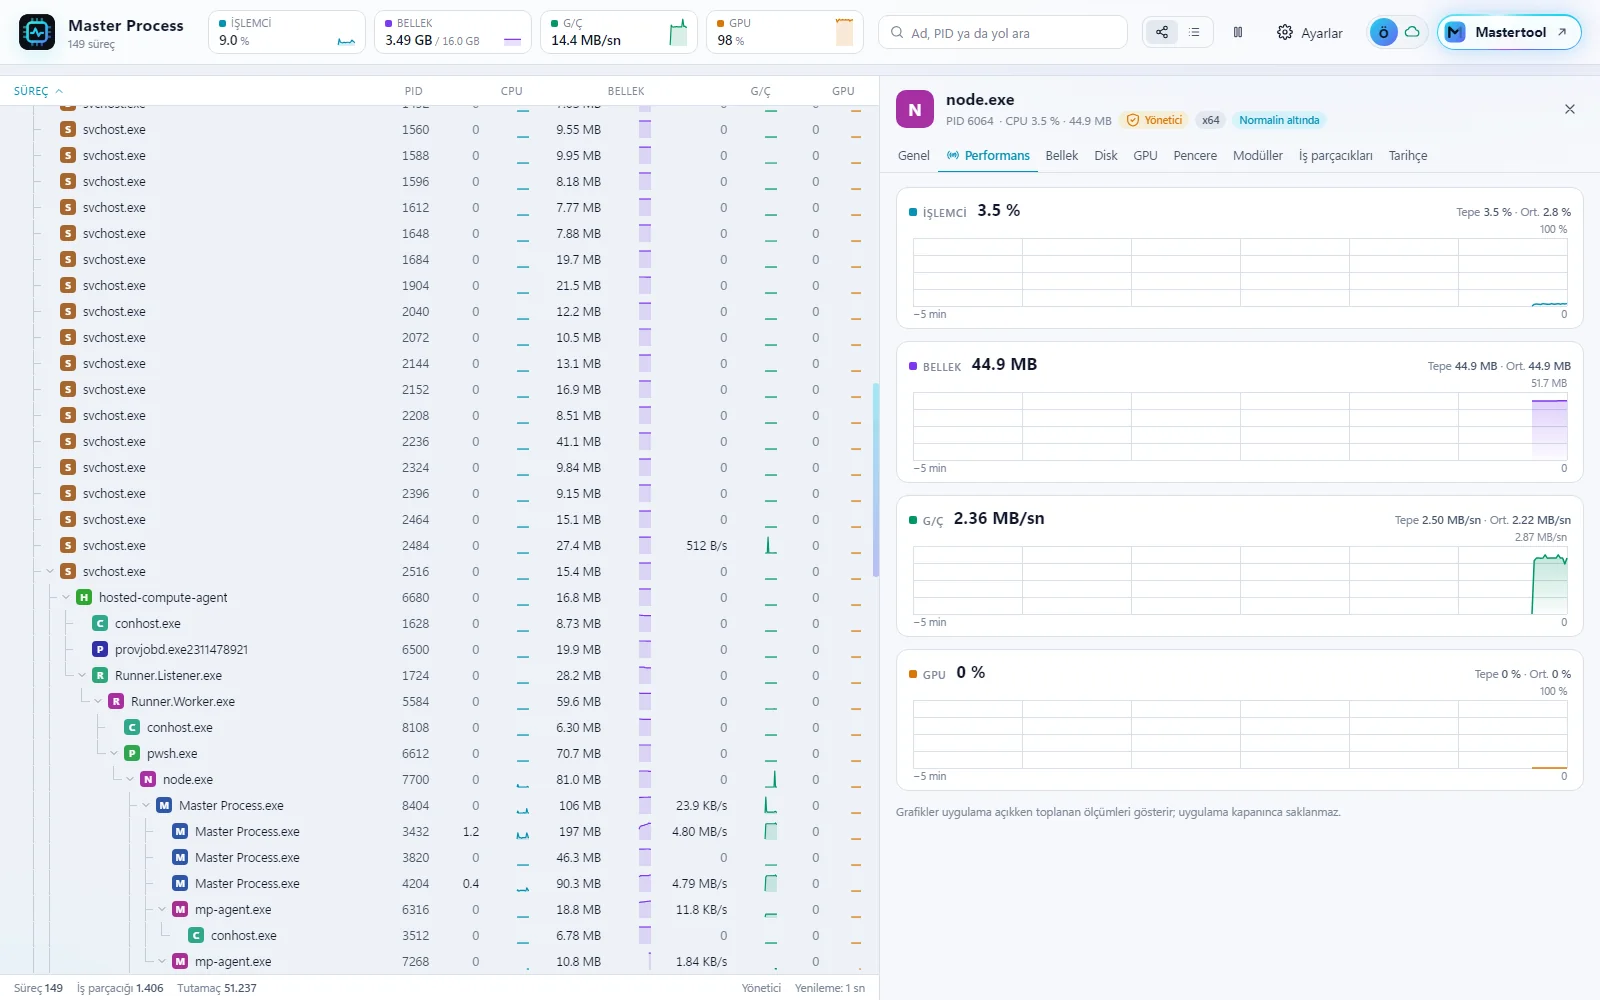 Master Process
149 süreç
İŞLEMCİ
9.0 %
BELLEK
3.49 GB / 16.0 GB
G/Ç
14.4 MB/sn
GPU
98 %
Ad, PID ya da yol ara
Ayarlar
Ö
Mastertool ↗
SÜREÇ PID CPU BELLEK G/Ç GPU
S svchost.exe 1560 0 9.55 MB 0 0
S svchost.exe 1588 0 9.95 MB 0 0
S svchost.exe 1596 0 8.18 MB 0 0
S svchost.exe 1612 0 7.77 MB 0 0
S svchost.exe 1648 0 7.88 MB 0 0
S svchost.exe 1684 0 19.7 MB 0 0
S svchost.exe 1904 0 21.5 MB 0 0
S svchost.exe 2040 0 12.2 MB 0 0
S svchost.exe 2072 0 10.5 MB 0 0
S svchost.exe 2144 0 13.1 MB 0 0
S svchost.exe 2152 0 16.9 MB 0 0
S svchost.exe 2208 0 8.51 MB 0 0
S svchost.exe 2236 0 41.1 MB 0 0
S svchost.exe 2324 0 9.84 MB 0 0
S svchost.exe 2396 0 9.15 MB 0 0
S svchost.exe 2464 0 15.1 MB 0 0
S svchost.exe 2484 0 27.4 MB 512 B/s 0
S svchost.exe 2516 0 15.4 MB 0 0
H hosted-compute-agent 6680 0 16.8 MB 0 0
C conhost.exe 1628 0 8.73 MB 0 0
P provjobd.exe2311478921 6500 0 19.9 MB 0 0
R Runner.Listener.exe 1724 0 28.2 MB 0 0
R Runner.Worker.exe 5584 0 59.6 MB 0 0
C conhost.exe 8108 0 6.30 MB 0 0
P pwsh.exe 6612 0 70.7 MB 0 0
N node.exe 7700 0 81.0 MB 0 0
M Master Process.exe 8404 0 106 MB 23.9 KB/s 0
M Master Process.exe 3432 1.2 197 MB 4.80 MB/s 0
M Master Process.exe 3820 0 46.3 MB 0 0
M Master Process.exe 4204 0.4 90.3 MB 4.79 MB/s 0
M mp-agent.exe 6316 0 18.8 MB 11.8 KB/s 0
C conhost.exe 3512 0 6.78 MB 0 0
M mp-agent.exe 7268 0 10.8 MB 1.84 KB/s 0
Süreç 149 İş parçacığı 1.406 Tutamaç 51.237 Yönetici Yenileme: 1 sn
N node.exe
PID 6064 · CPU 3.5 % · 44.9 MB Yönetici x64 Normalin altında
Genel Performans Bellek Disk GPU Pencere Modüller İş parçacıkları Tarihçe
İŞLEMCİ 3.5 % Tepe 3.5 % · Ort. 2.8 %
100 %
−5 min 0
BELLEK 44.9 MB Tepe 44.9 MB · Ort. 44.9 MB
51.7 MB
−5 min 0
G/Ç 2.36 MB/sn Tepe 2.50 MB/sn · Ort. 2.22 MB/sn
2.87 MB/sn
−5 min 0
GPU 0 % Tepe 0 % · Ort. 0 %
100 %
−5 min 0
Grafikler uygulama açıkken toplanan ölçümleri gösterir; uygulama kapanınca saklanmaz.